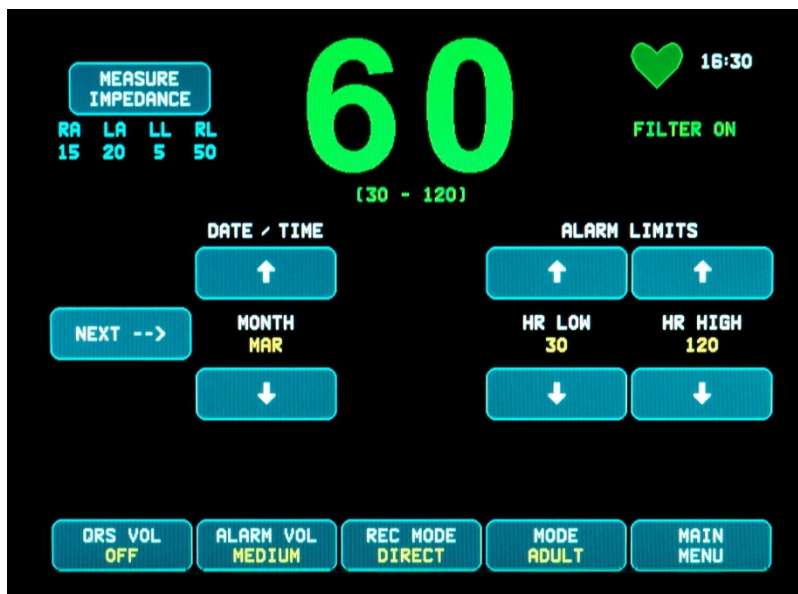 MEASURE
IMPEDANCE
RA LA LL RL
15 20 5 50
60
(30 - 120)
16:30
FILTER ON
DATE / TIME
ALARM LIMITS
NEXT -->
MONTH
MAR
HR LOW
30
HR HIGH
120
QRS VOL
OFF
ALARM VOL
MEDIUM
REC MODE
DIRECT
MODE
ADULT
MAIN
MENU